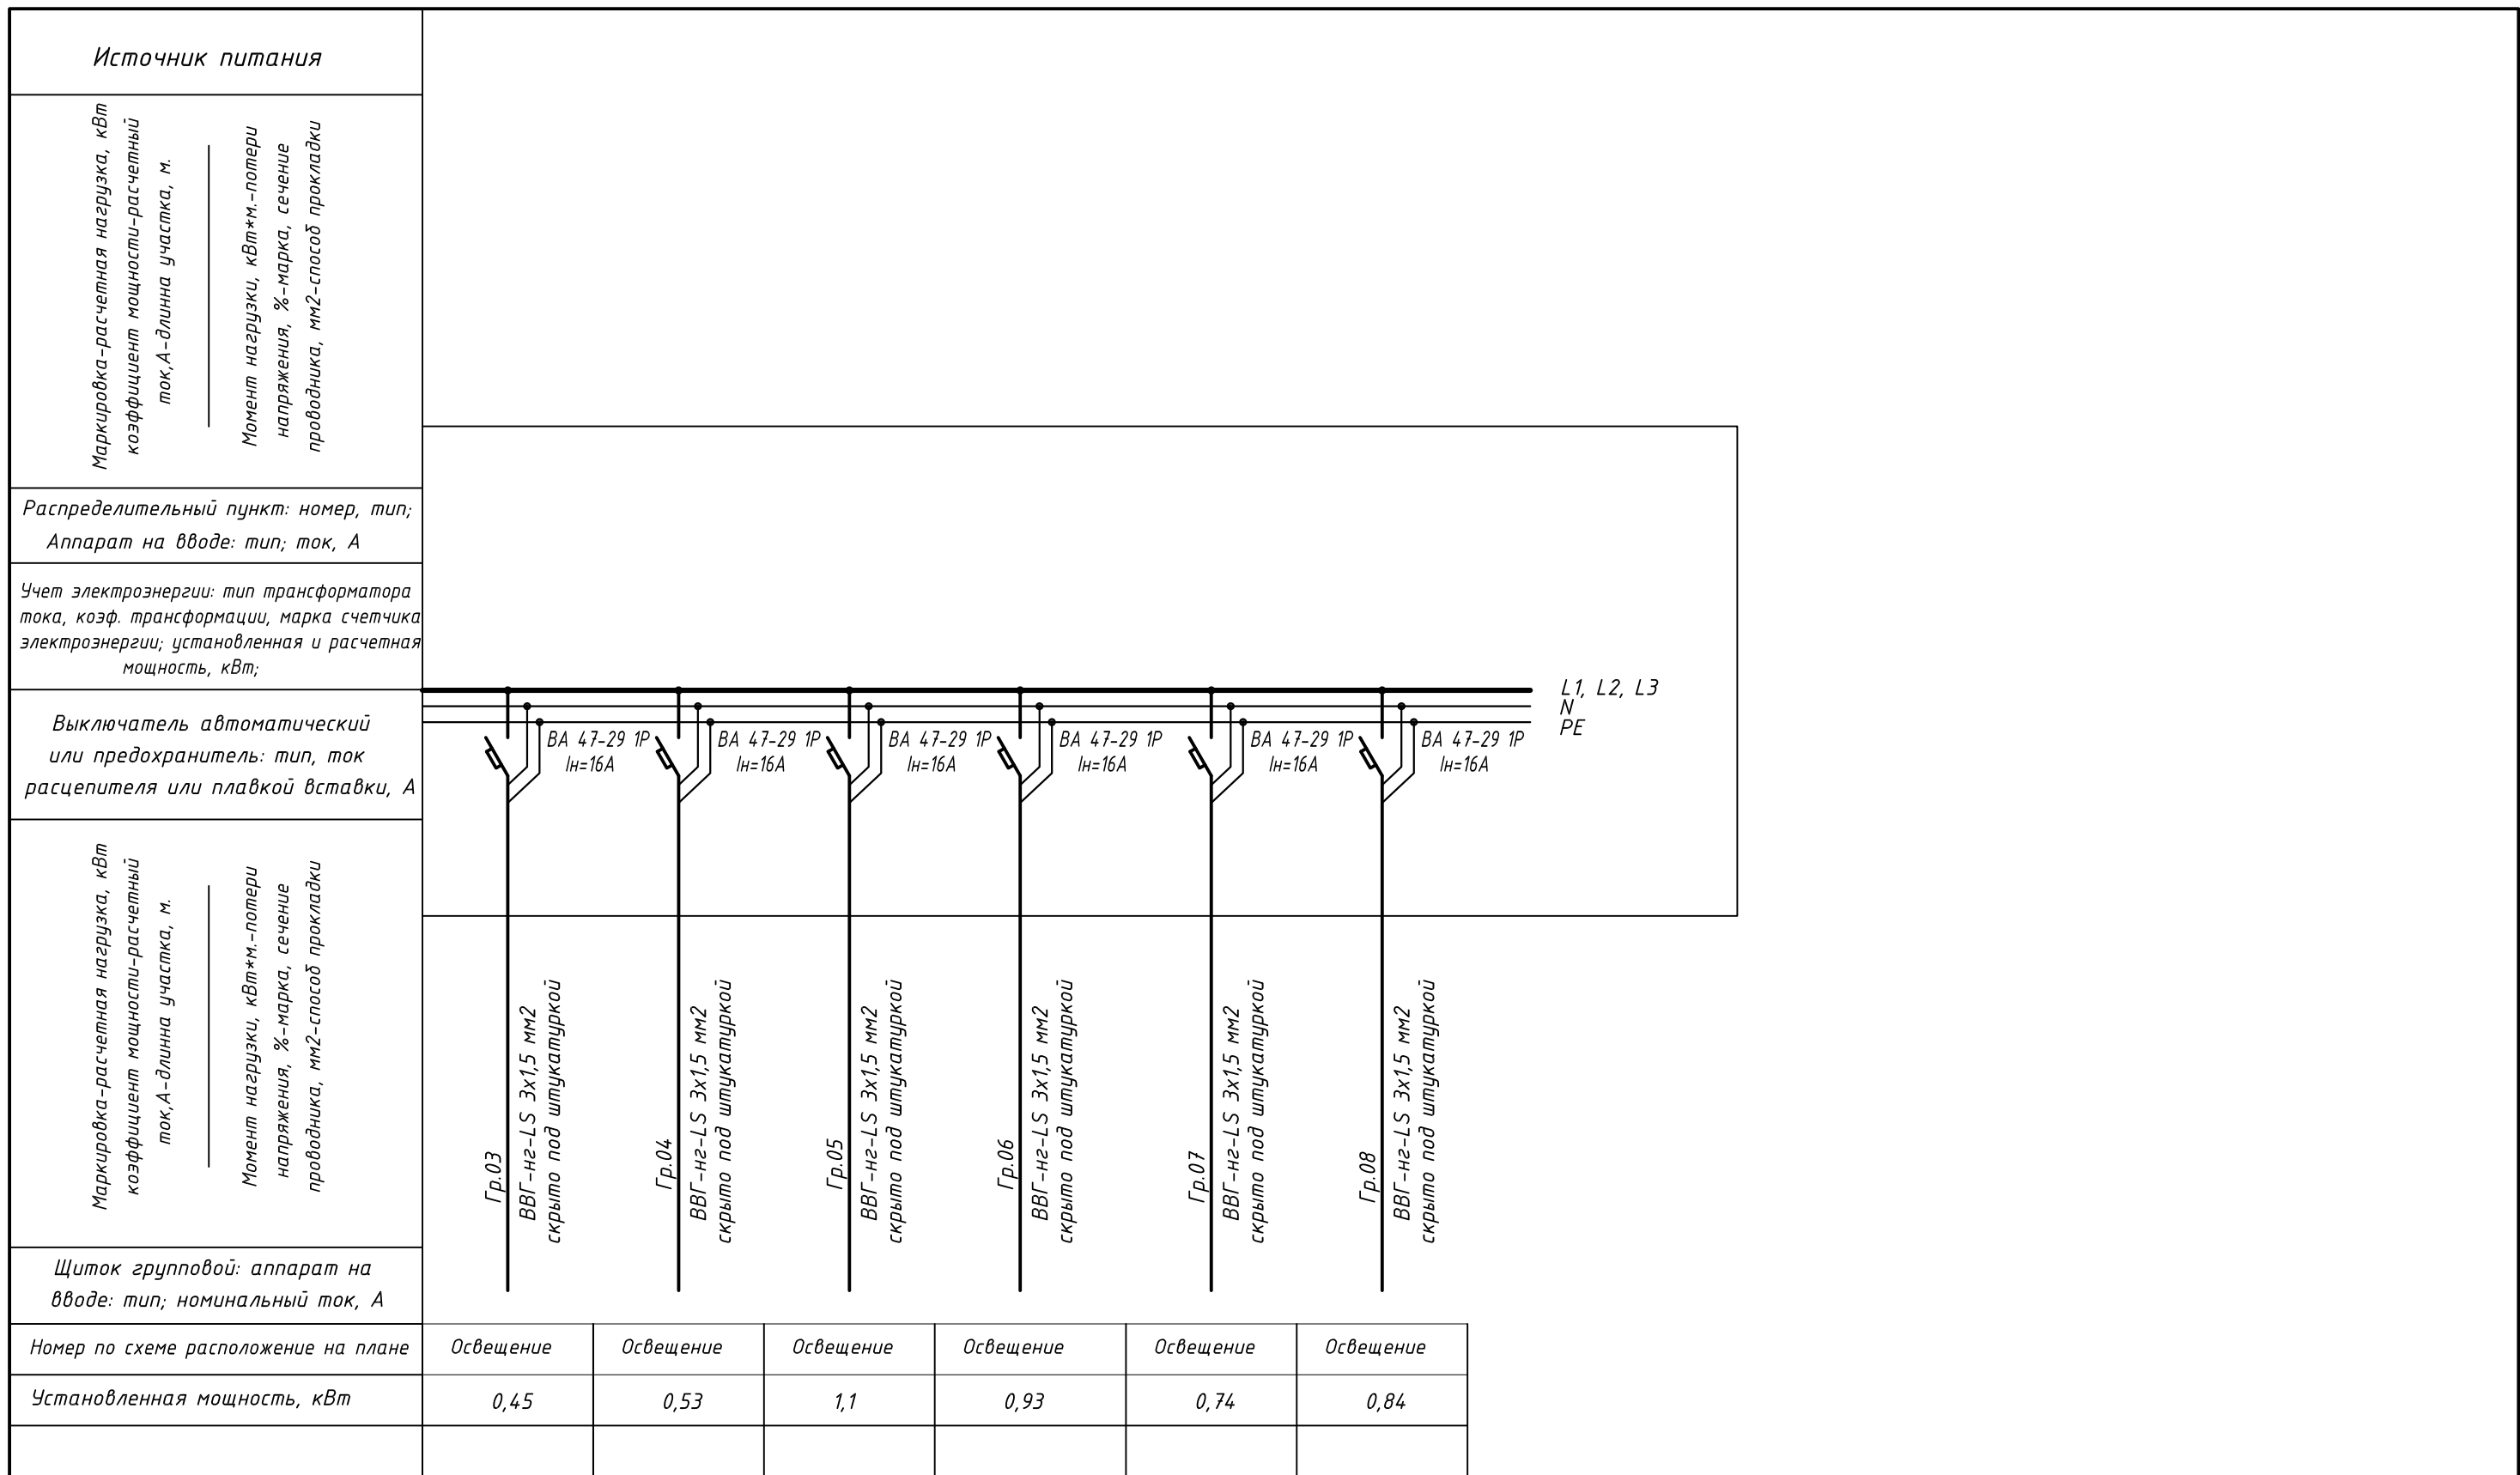 Источник питания
Маркировка-расчетная нагрузка, кВт
коэффициент мощности-расчетный
ток,А-длинна участка, м.
Момент нагрузки, кВт*м.-потери
напряжения, %-марка, сечение
проводника, мм2-способ прокладки
Распределительный пункт: номер, тип;
Аппарат на вводе: тип; ток, А
Учет электроэнергии: тип трансформатора
тока, коэф. трансформации, марка счетчика
электроэнергии; установленная и расчетная
мощность, кВт;
L1, L2, L3
N
PE
Выключатель автоматический
или предохранитель: тип, ток
расцепителя или плавкой вставки, А
ВА 47-29 1Р
Iн=16А
ВА 47-29 1Р
Iн=16А
ВА 47-29 1Р
Iн=16А
ВА 47-29 1Р
Iн=16А
ВА 47-29 1Р
Iн=16А
ВА 47-29 1Р
Iн=16А
Маркировка-расчетная нагрузка, кВт
коэффициент мощности-расчетный
ток,А-длинна участка, м.
Момент нагрузки, кВт*м.-потери
напряжения, %-марка, сечение
проводника, мм2-способ прокладки
Гр.03
ВВГ-нг-LS 3х1,5 мм2
скрыто под штукатуркой
Гр.04
ВВГ-нг-LS 3х1,5 мм2
скрыто под штукатуркой
Гр.05
ВВГ-нг-LS 3х1,5 мм2
скрыто под штукатуркой
Гр.06
ВВГ-нг-LS 3х1,5 мм2
скрыто под штукатуркой
Гр.07
ВВГ-нг-LS 3х1,5 мм2
скрыто под штукатуркой
Гр.08
ВВГ-нг-LS 3х1,5 мм2
скрыто под штукатуркой
Щиток групповой: аппарат на
вводе: тип; номинальный ток, А
Номер по схеме расположение на плане
Освещение
Освещение
Освещение
Освещение
Освещение
Освещение
Установленная мощность, кВт
0,45
0,53
1,1
0,93
0,74
0,84